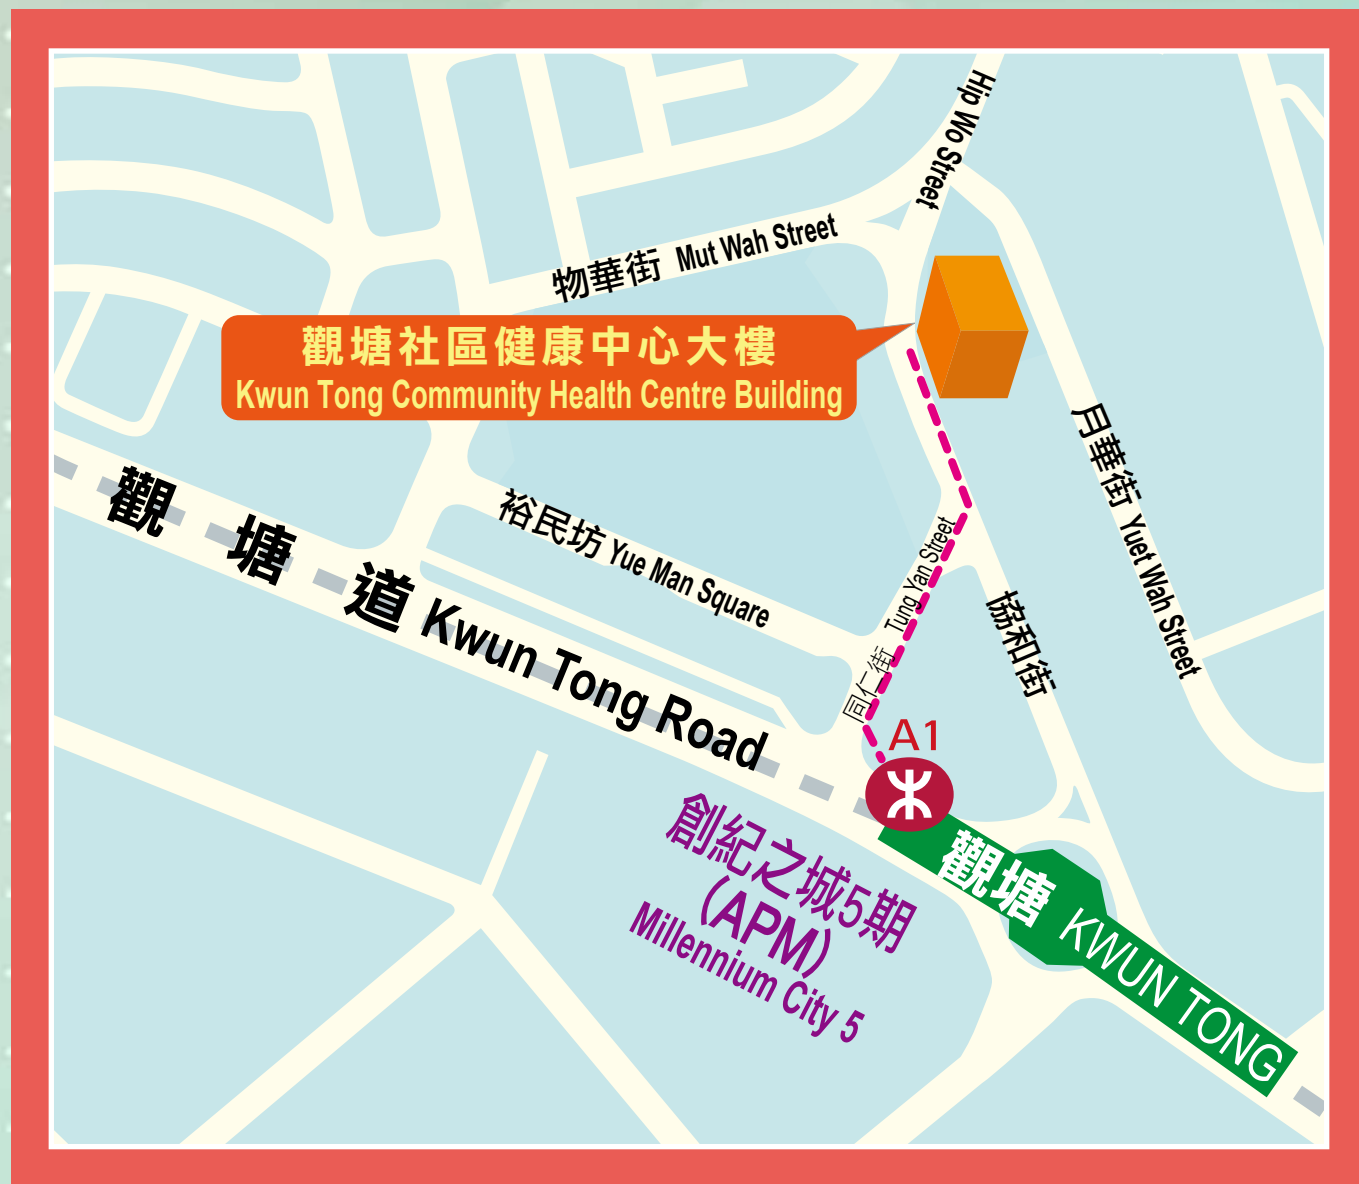 Hip Wo Street
物華街 Mut Wah Street
觀塘社區健康中心大樓
Kwun Tong Community Health Centre Building
月華街 Yuet Wah Street
觀塘道 Kwun Tong Road
裕民坊 Yue Man Square
同仁街 Tung Yan Street
協和街
A1
創紀之城5期
(APM)
Millennium City 5
觀塘 KWUN TONG